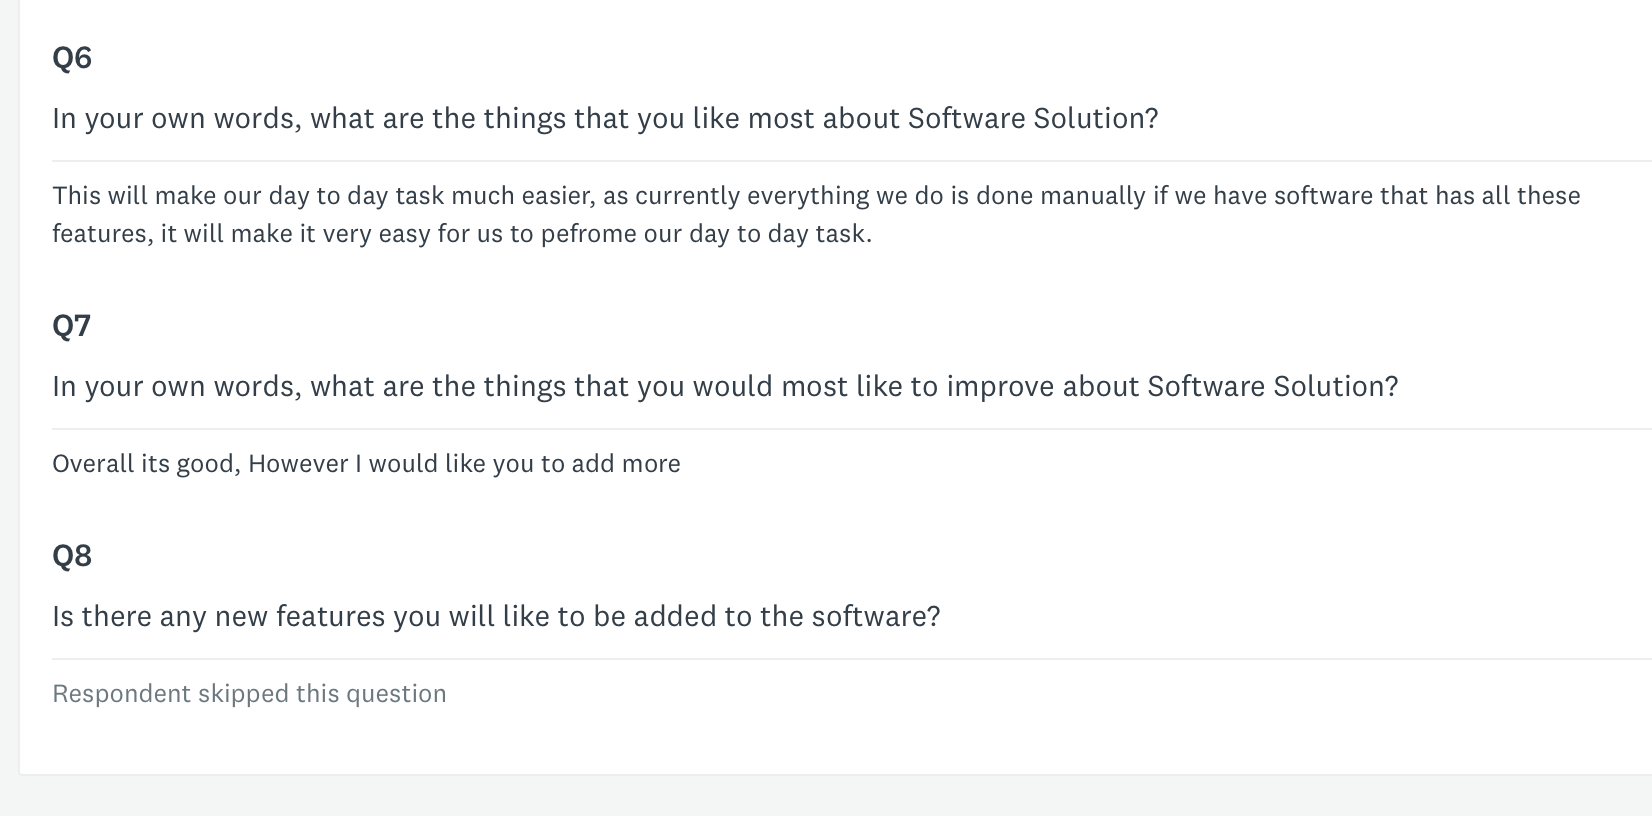 Q6
In your own words, what are the things that you like most about Software Solution?
This will make our day to day task much easier, as currently everything we do is done manually if we have software that has all these
features, it will make it very easy for us to pefrome our day to day task.
Q7
In your own words, what are the things that you would most like to improve about Software Solution?
Overall its good, However I would like you to add more
Q8
Is there any new features you will like to be added to the software?
Respondent skipped this question